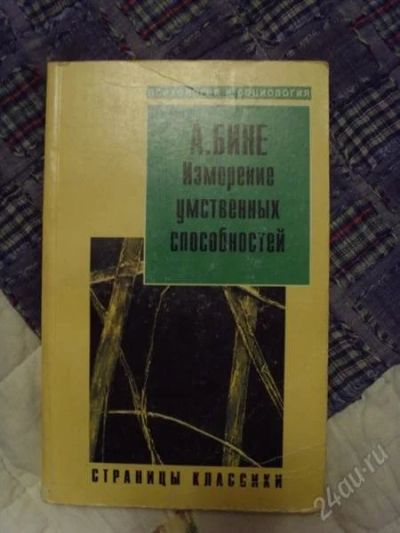 психология и социология
А.БИНЕ
Измерение
умственных
способностей
СТРАНИЦЫ КЛАССИКИ
24au.ru